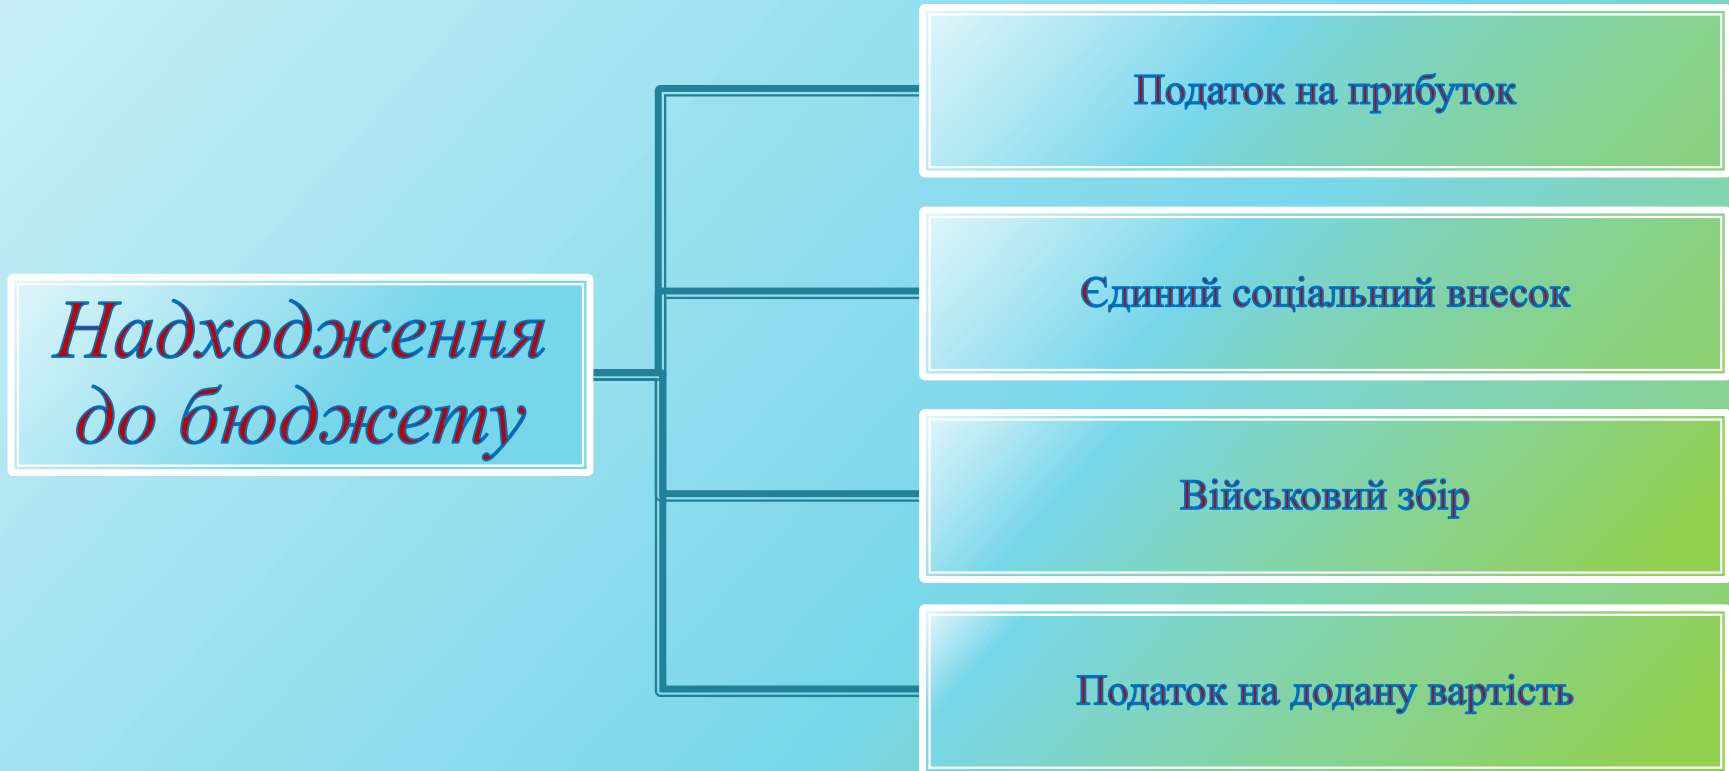 Надходження
до бюджету
Податок на прибуток
Єдиний соціальний внесок
Військовий збір
Податок на додану вартість